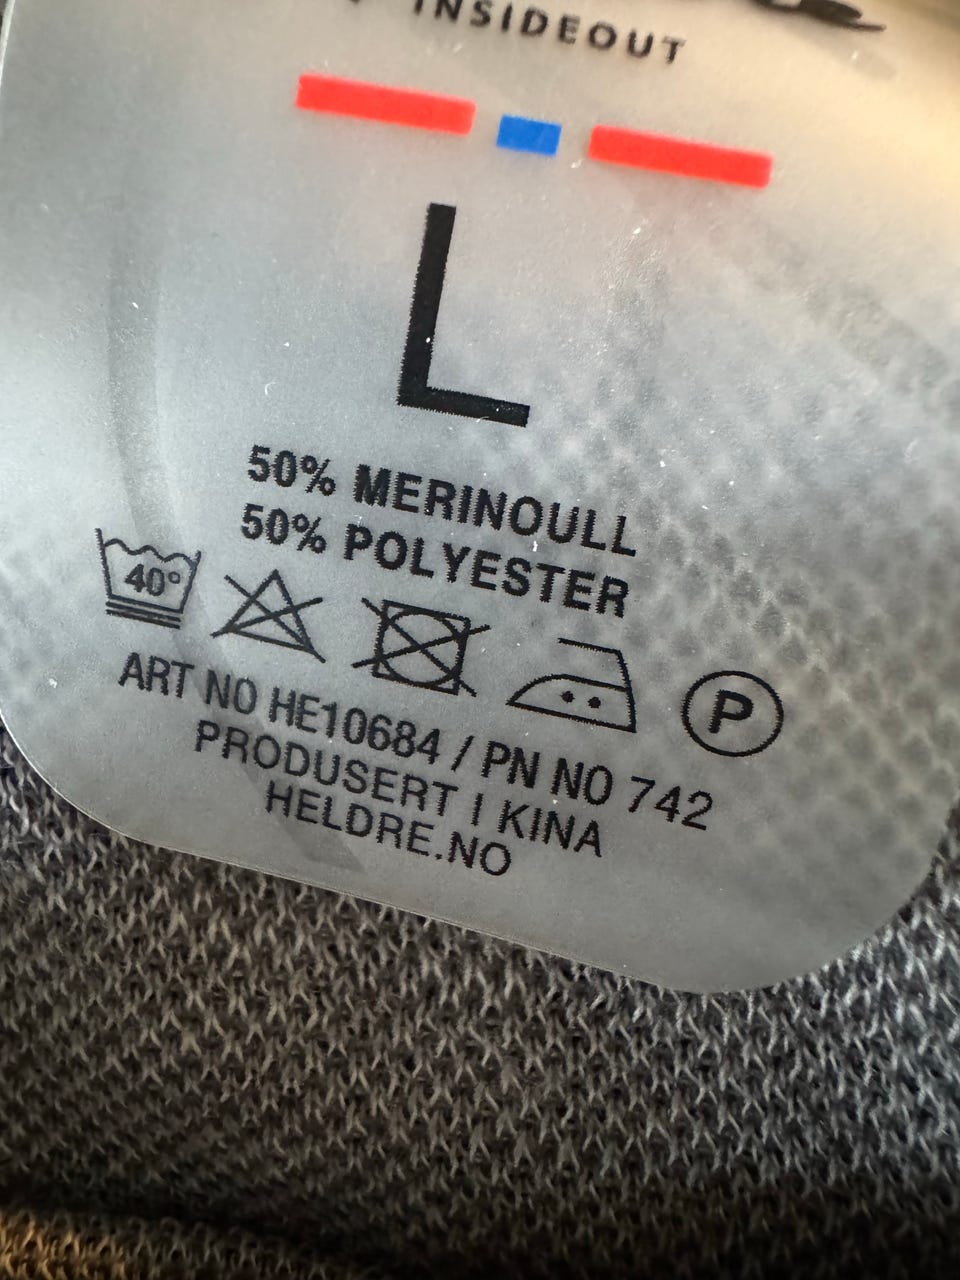 INSIDEOUT
L
50% MERINOULL
50% POLYESTER
40°
P
ART NO HE10684 / PN NO 742
PRODUSERT I KINA
HELDRE.NO